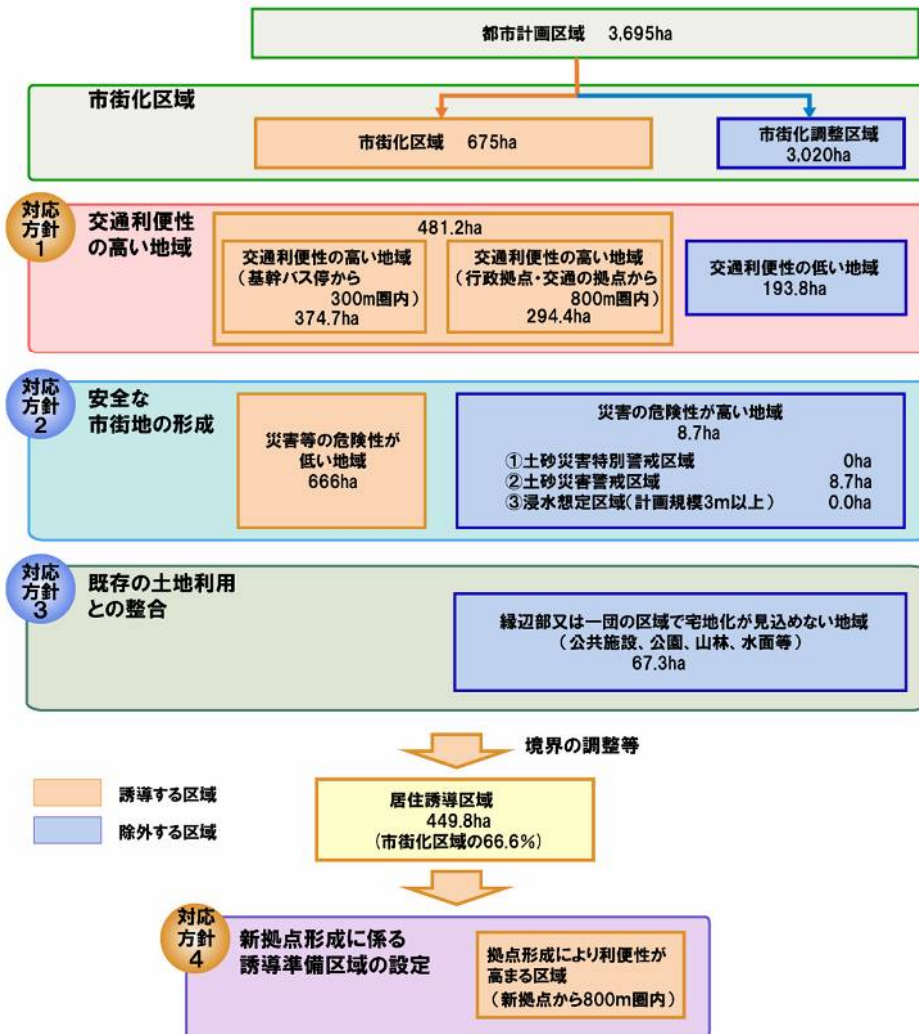 都市計画区域　3,695ha
市街化区域
市街化区域　675ha
市街化調整区域
3,020ha
対応
方針
1
交通利便性
の高い地域
481.2ha
交通利便性の高い地域
（基幹バス停から
300m圏内）
374.7ha
交通利便性の高い地域
（行政拠点・交通の拠点から
800m圏内）
294.4ha
交通利便性の低い地域
193.8ha
対応
方針
2
安全な
市街地の形成
災害等の危険性が
低い地域
666ha
災害の危険性が高い地域
8.7ha
①土砂災害特別警戒区域　0ha
②土砂災害警戒区域　8.7ha
③浸水想定区域（計画規模3m以上）　0.0ha
対応
方針
3
既存の土地利用
との整合
縁辺部又は一団の区域で宅地化が見込めない地域
（公共施設、公園、山林、水面等）
67.3ha
境界の調整等
誘導する区域
除外する区域
居住誘導区域
449.8ha
(市街化区域の66.6%)
対応
方針
4
新拠点形成に係る
誘導準備区域の設定
拠点形成により利便性が
高まる区域
（新拠点から800m圏内）